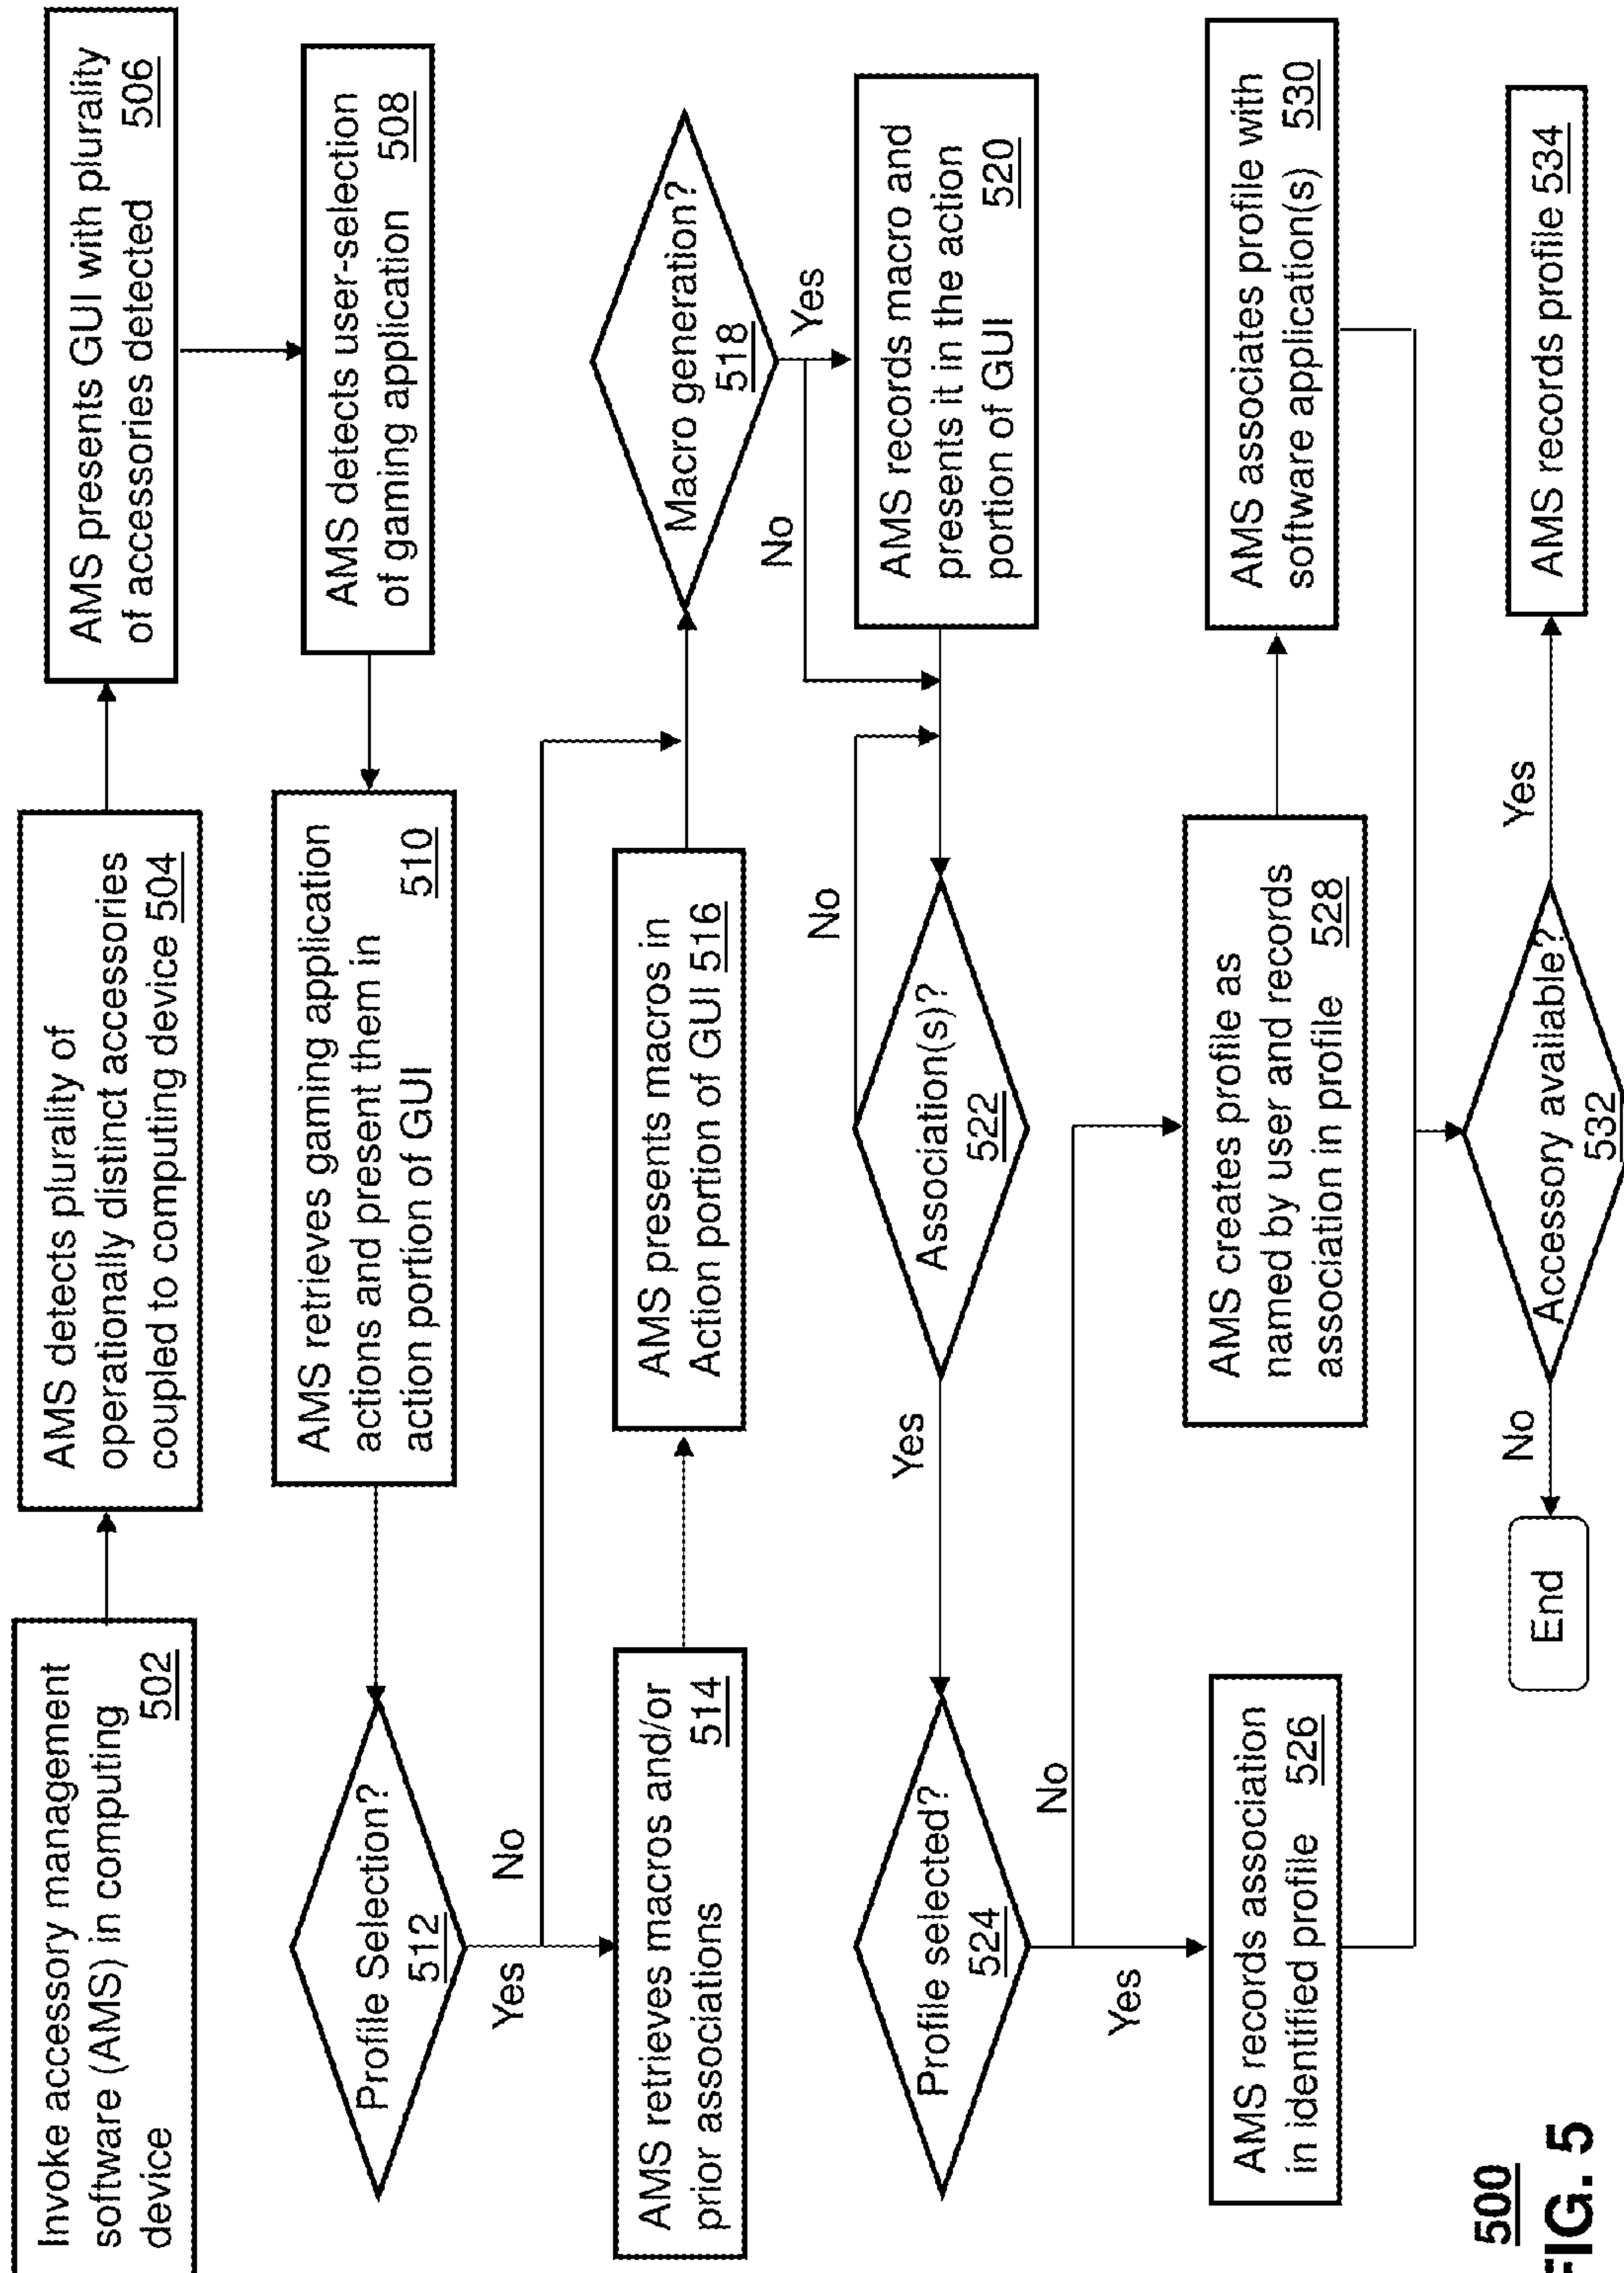 Invoke accessory management
software (AMS) in computing
device 502
AMS detects plurality of
operationally distinct accessories
coupled to computing device 504
AMS presents GUI with plurality
of accessories detected 506
AMS detects user-selection
of gaming application 508
AMS retrieves gaming application
actions and present them in
action portion of GUI 510
Profile Selection?
512
Yes
No
AMS retrieves macros and/or
prior associations 514
AMS presents macros in
Action portion of GUI 516
Macro generation?
518
Yes
No
AMS records macro and
presents it in the action
portion of GUI 520
Association(s)?
522
No
Yes
Profile selected?
524
Yes
No
AMS records association
in identified profile 526
AMS creates profile as
named by user and records
association in profile 528
AMS associates profile with
software application(s) 530
Accessory available?
532
No
Yes
End
AMS records profile 534
500
FIG. 5